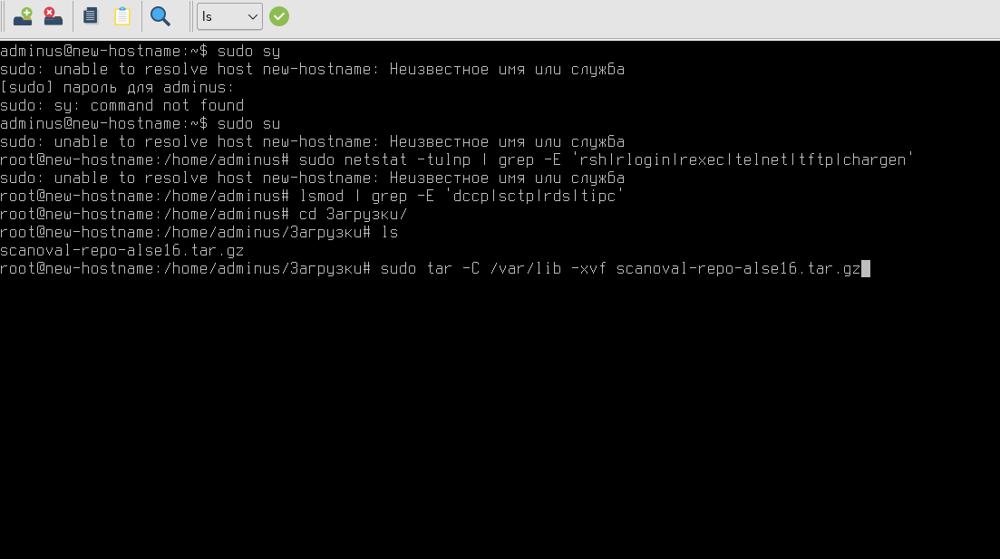 ls
adminus@new-hostname:~$ sudo sy
sudo: unable to resolve host new-hostname: Неизвестное имя или служба
[sudo] пароль для adminus:
sudo: sy: command not found
adminus@new-hostname:~$ sudo su
sudo: unable to resolve host new-hostname: Неизвестное имя или служба
root@new-hostname:/home/adminus# sudo netstat -tulnp | grep -E 'rsh|rlogin|rexec|telnet|tftp|chargen'
sudo: unable to resolve host new-hostname: Неизвестное имя или служба
root@new-hostname:/home/adminus# lsmod | grep -E 'dccp|sctp|rds|tipc'
root@new-hostname:/home/adminus# cd Загрузки/
root@new-hostname:/home/adminus/Загрузки# ls
scanoval-repo-alse16.tar.gz
root@new-hostname:/home/adminus/Загрузки# sudo tar -C /var/lib -xvf scanoval-repo-alse16.tar.gz